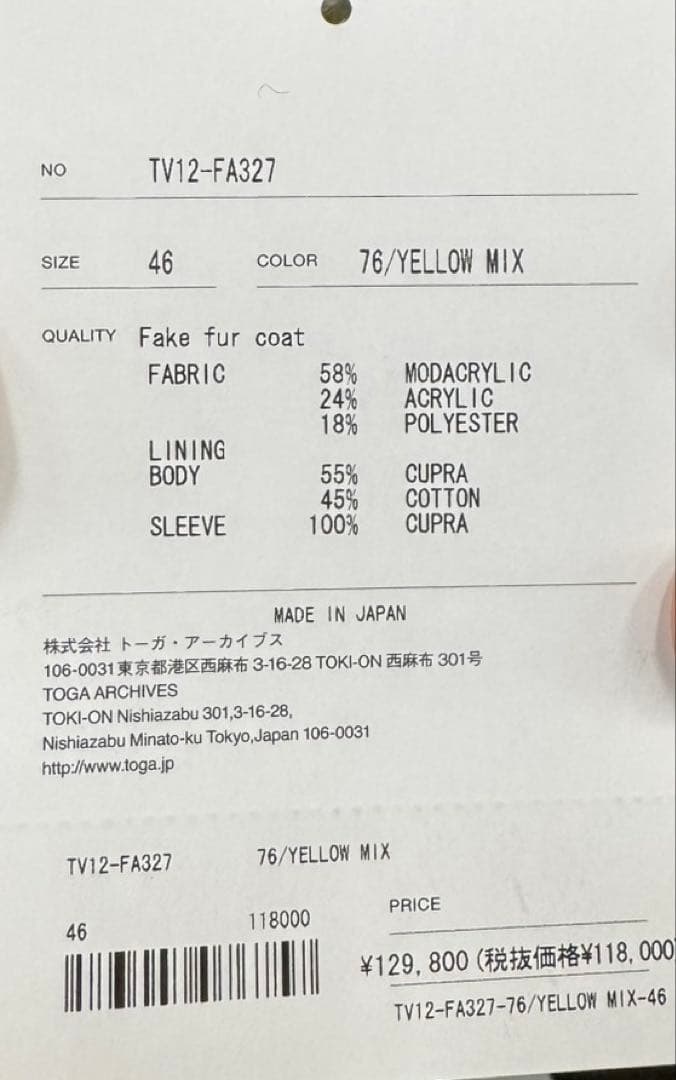 NO TV12-FA327
SIZE 46 COLOR 76/YELLOW MIX
QUALITY Fake fur coat
FABRIC 58% MODACRYLIC
24% ACRYLIC
18% POLYESTER
LINING
BODY 55% CUPRA
45% COTTON
SLEEVE 100% CUPRA
MADE IN JAPAN
株式会社 トーガ・アーカイブス
106-0031東京都港区西麻布 3-16-28 TOKI-ON 西麻布 301号
TOGA ARCHIVES
TOKI-ON Nishiazabu 301,3-16-28,
Nishiazabu Minato-ku Tokyo,Japan 106-0031
http://www.toga.jp
TV12-FA327 76/YELLOW MIX
46 118000 PRICE
¥129,800(税抜価格¥118,000
TV12-FA327-76/YELLOW MIX-46